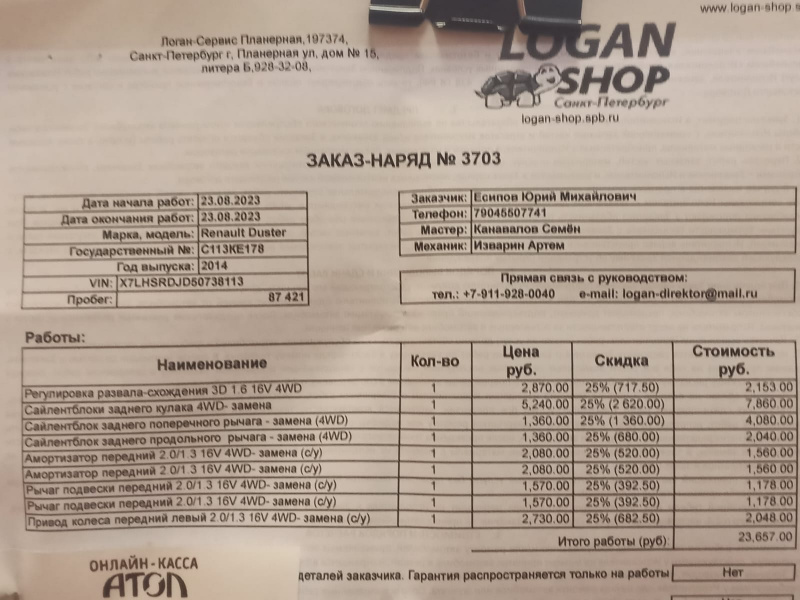 www.logan-shop.s
Логан-Сервис Планерная,197374,
Санкт-Петербург г, Планерная ул, дом № 15,
литера Б,928-32-08,
LOGAN
SHOP
Санкт-Петербург
logan-shop.spb.ru
ЗАКАЗ-НАРЯД № 3703
Дата начала работ: 23.08.2023
Дата окончания работ: 23.08.2023
Марка, модель: Renault Duster
Государственный №: С113КЕ178
Год выпуска: 2014
VIN: X7LHSRDJD50738113
Пробег: 87 421
Заказчик: Есипов Юрий Михайлович
Телефон: 79045507741
Мастер: Канавалов Семён
Механик: Изварин Артем
Прямая связь с руководством:
тел.: +7-911-928-0040 e-mail: logan-direktor@mail.ru
Работы:
Наименование Кол-во Цена руб. Скидка Стоимость руб.
Регулировка развала-схождения 3D 1.6 16V 4WD 1 2,870.00 25% (717.50) 2,153.00
Сайлентблоки заднего кулака 4WD- замена 1 5,240.00 25% (2 620.00) 7,860.00
Сайлентблок заднего поперечного рычага - замена (4WD) 1 1,360.00 25% (1 360.00) 4,080.00
Сайлентблок заднего продольного рычага - замена (4WD) 1 1,360.00 25% (680.00) 2,040.00
Амортизатор передний 2.0/1.3 16V 4WD- замена (с/у) 1 2,080.00 25% (520.00) 1,560.00
Амортизатор передний 2.0/1.3 16V 4WD- замена (с/у) 1 2,080.00 25% (520.00) 1,560.00
Рычаг подвески передний 2.0/1.3 16V 4WD- замена (с/у) 1 1,570.00 25% (392.50) 1,178.00
Рычаг подвески передний 2.0/1.3 16V 4WD- замена (с/у) 1 1,570.00 25% (392.50) 1,178.00
Привод колеса передний левый 2.0/1.3 16V 4WD- замена (с/у) 1 2,730.00 25% (682.50) 2,048.00
Итого работы (руб): 23,657.00
ОНЛАЙН-КАССА
АТОЛ
деталей заказчика. Гарантия распространяется только на работы Нет